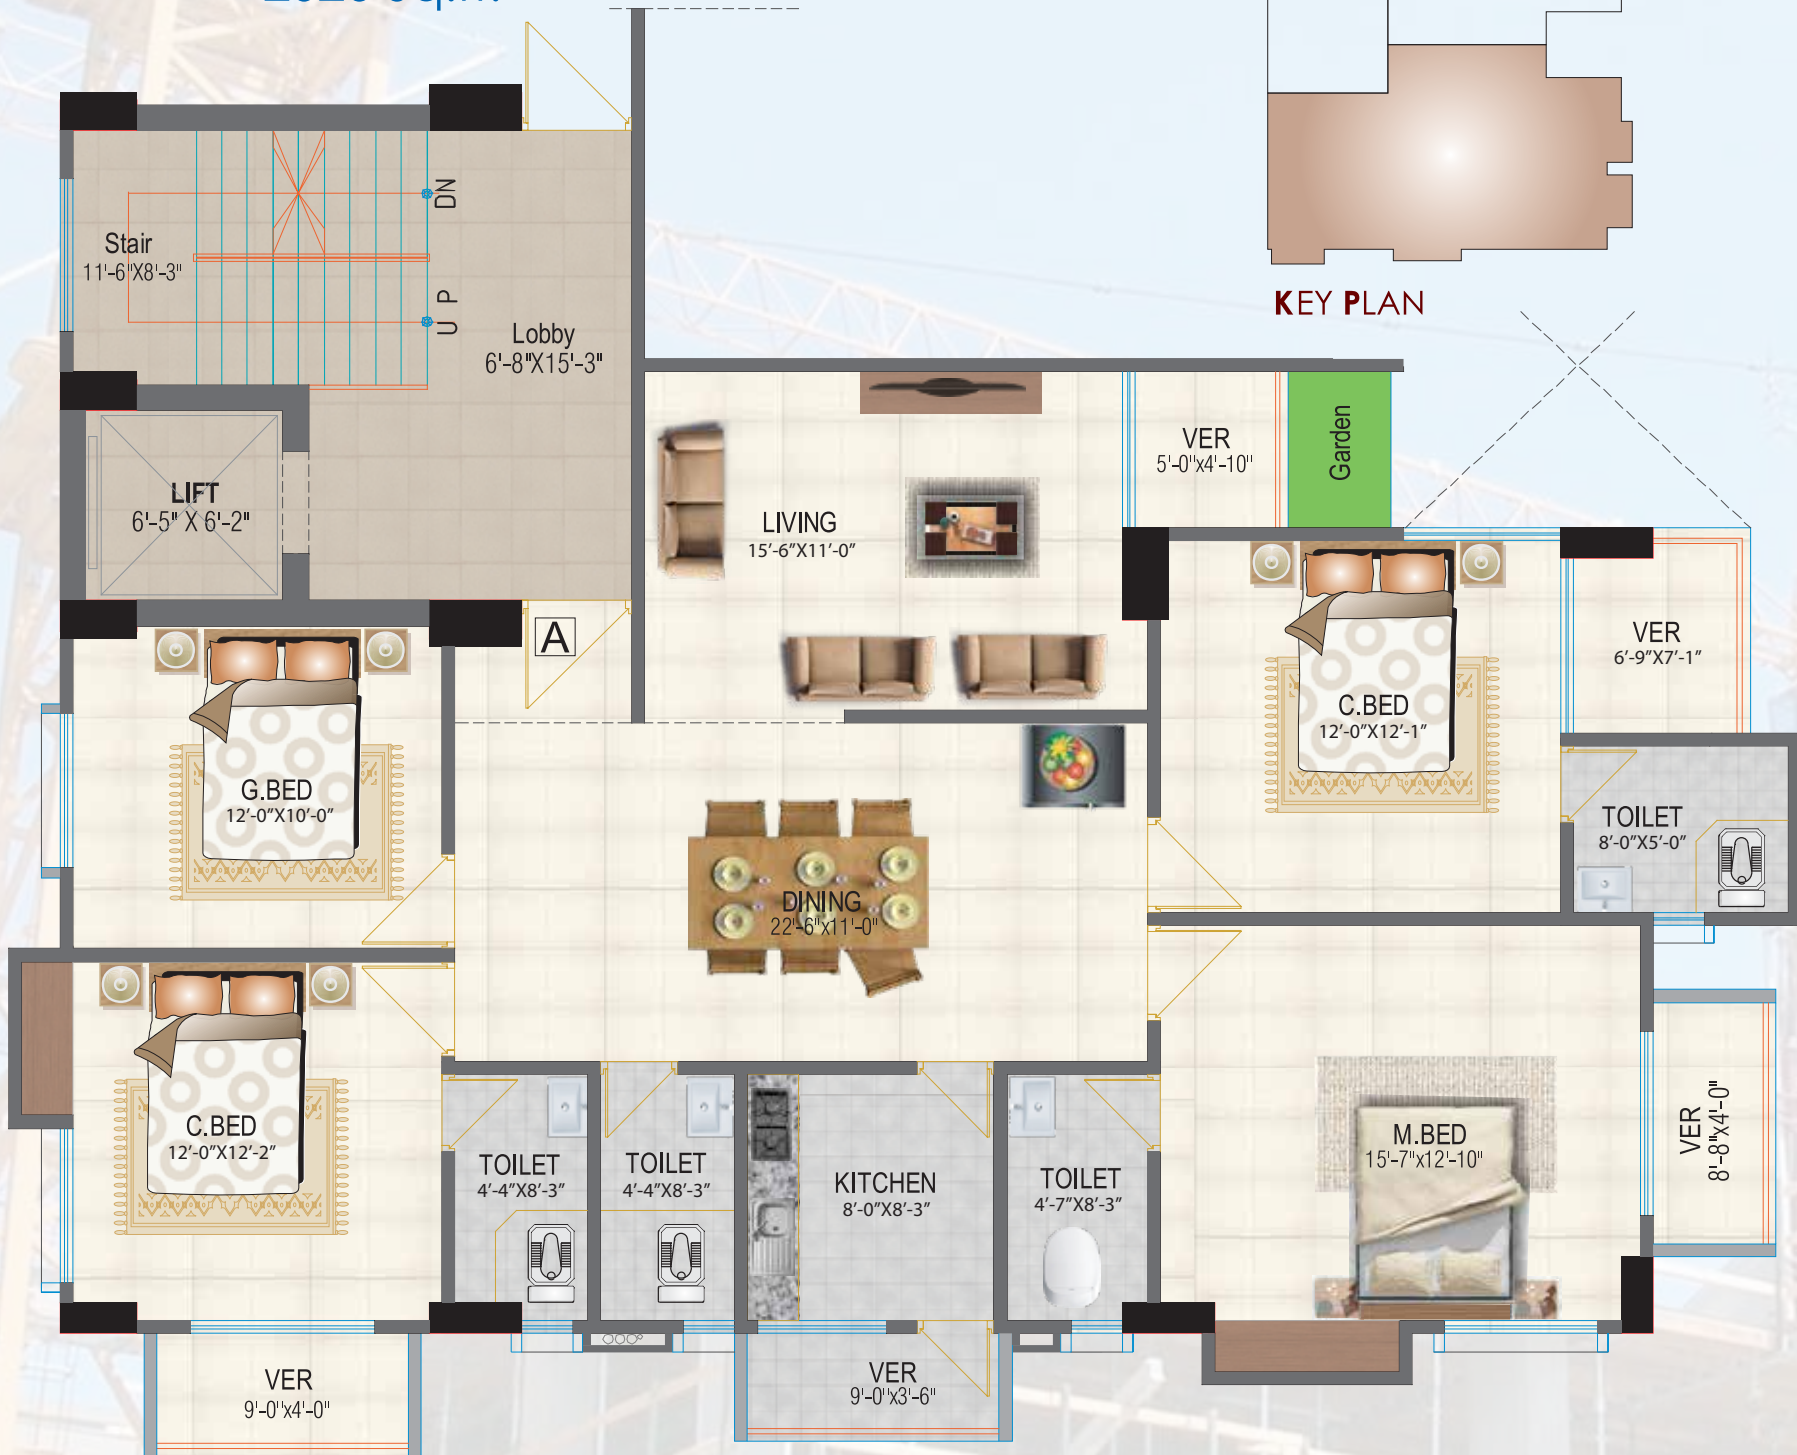 KEY PLAN
DN
Stair
11'-6"X8'-3"
U P
Lobby
6'-8"X15'-3"
LIFT
6'-5" X 6'-2"
A
LIVING
15'-6"X11'-0"
VER
5'-0"x4'-10"
Garden
VER
6'-9"X7'-1"
C.BED
12'-0"X12'-1"
G.BED
12'-0"X10'-0"
TOILET
8'-0"X5'-0"
DINING
22'-6"x11'-0"
C.BED
12'-0"X12'-2"
TOILET
4'-4"X8'-3"
TOILET
4'-4"X8'-3"
KITCHEN
8'-0"X8'-3"
TOILET
4'-7"X8'-3"
M.BED
15'-7"x12'-10"
VER
8'-8"x4'-0"
VER
9'-0"x4'-0"
VER
9'-0"x3'-6"